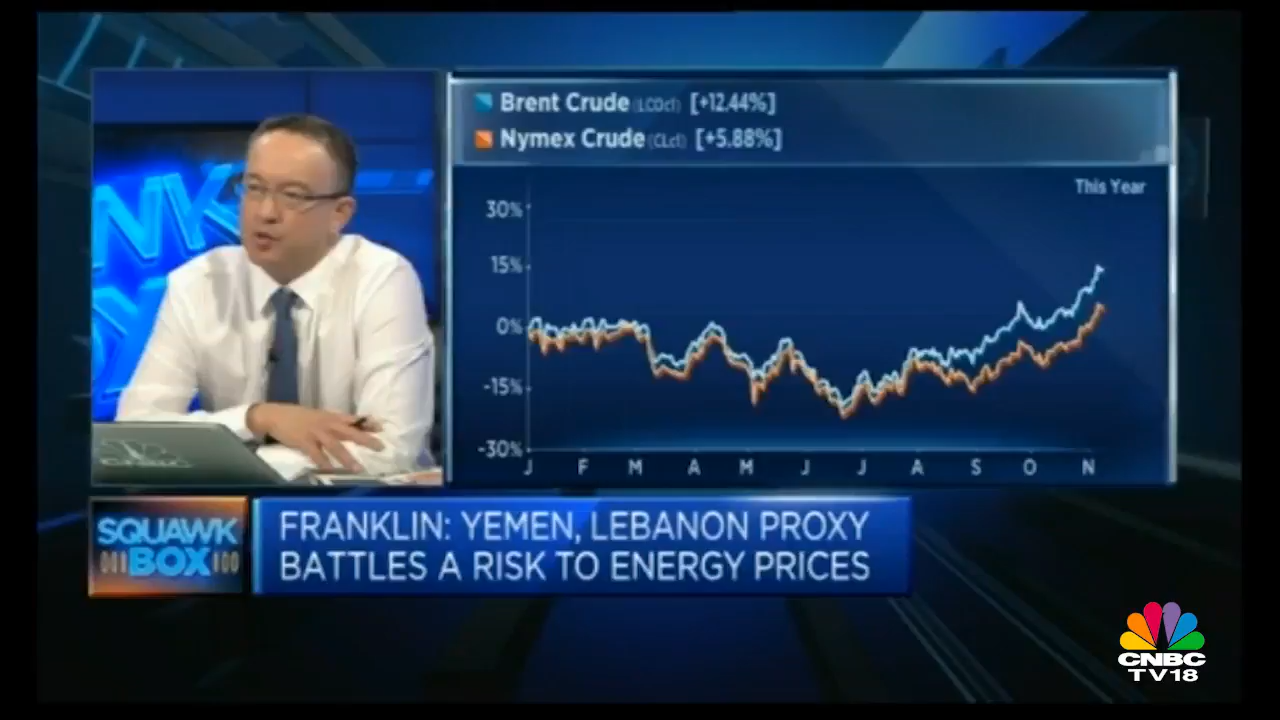 Brent Crude (LCOc1) [+12.44%]
Nymex Crude (CLc1) [+5.88%]
This Year
30%
15%
0%
-15%
-30%
J F M A M J J A S O N
CNBC
SQUAWK
BOX
FRANKLIN: YEMEN, LEBANON PROXY
BATTLES A RISK TO ENERGY PRICES
CNBC
TV18